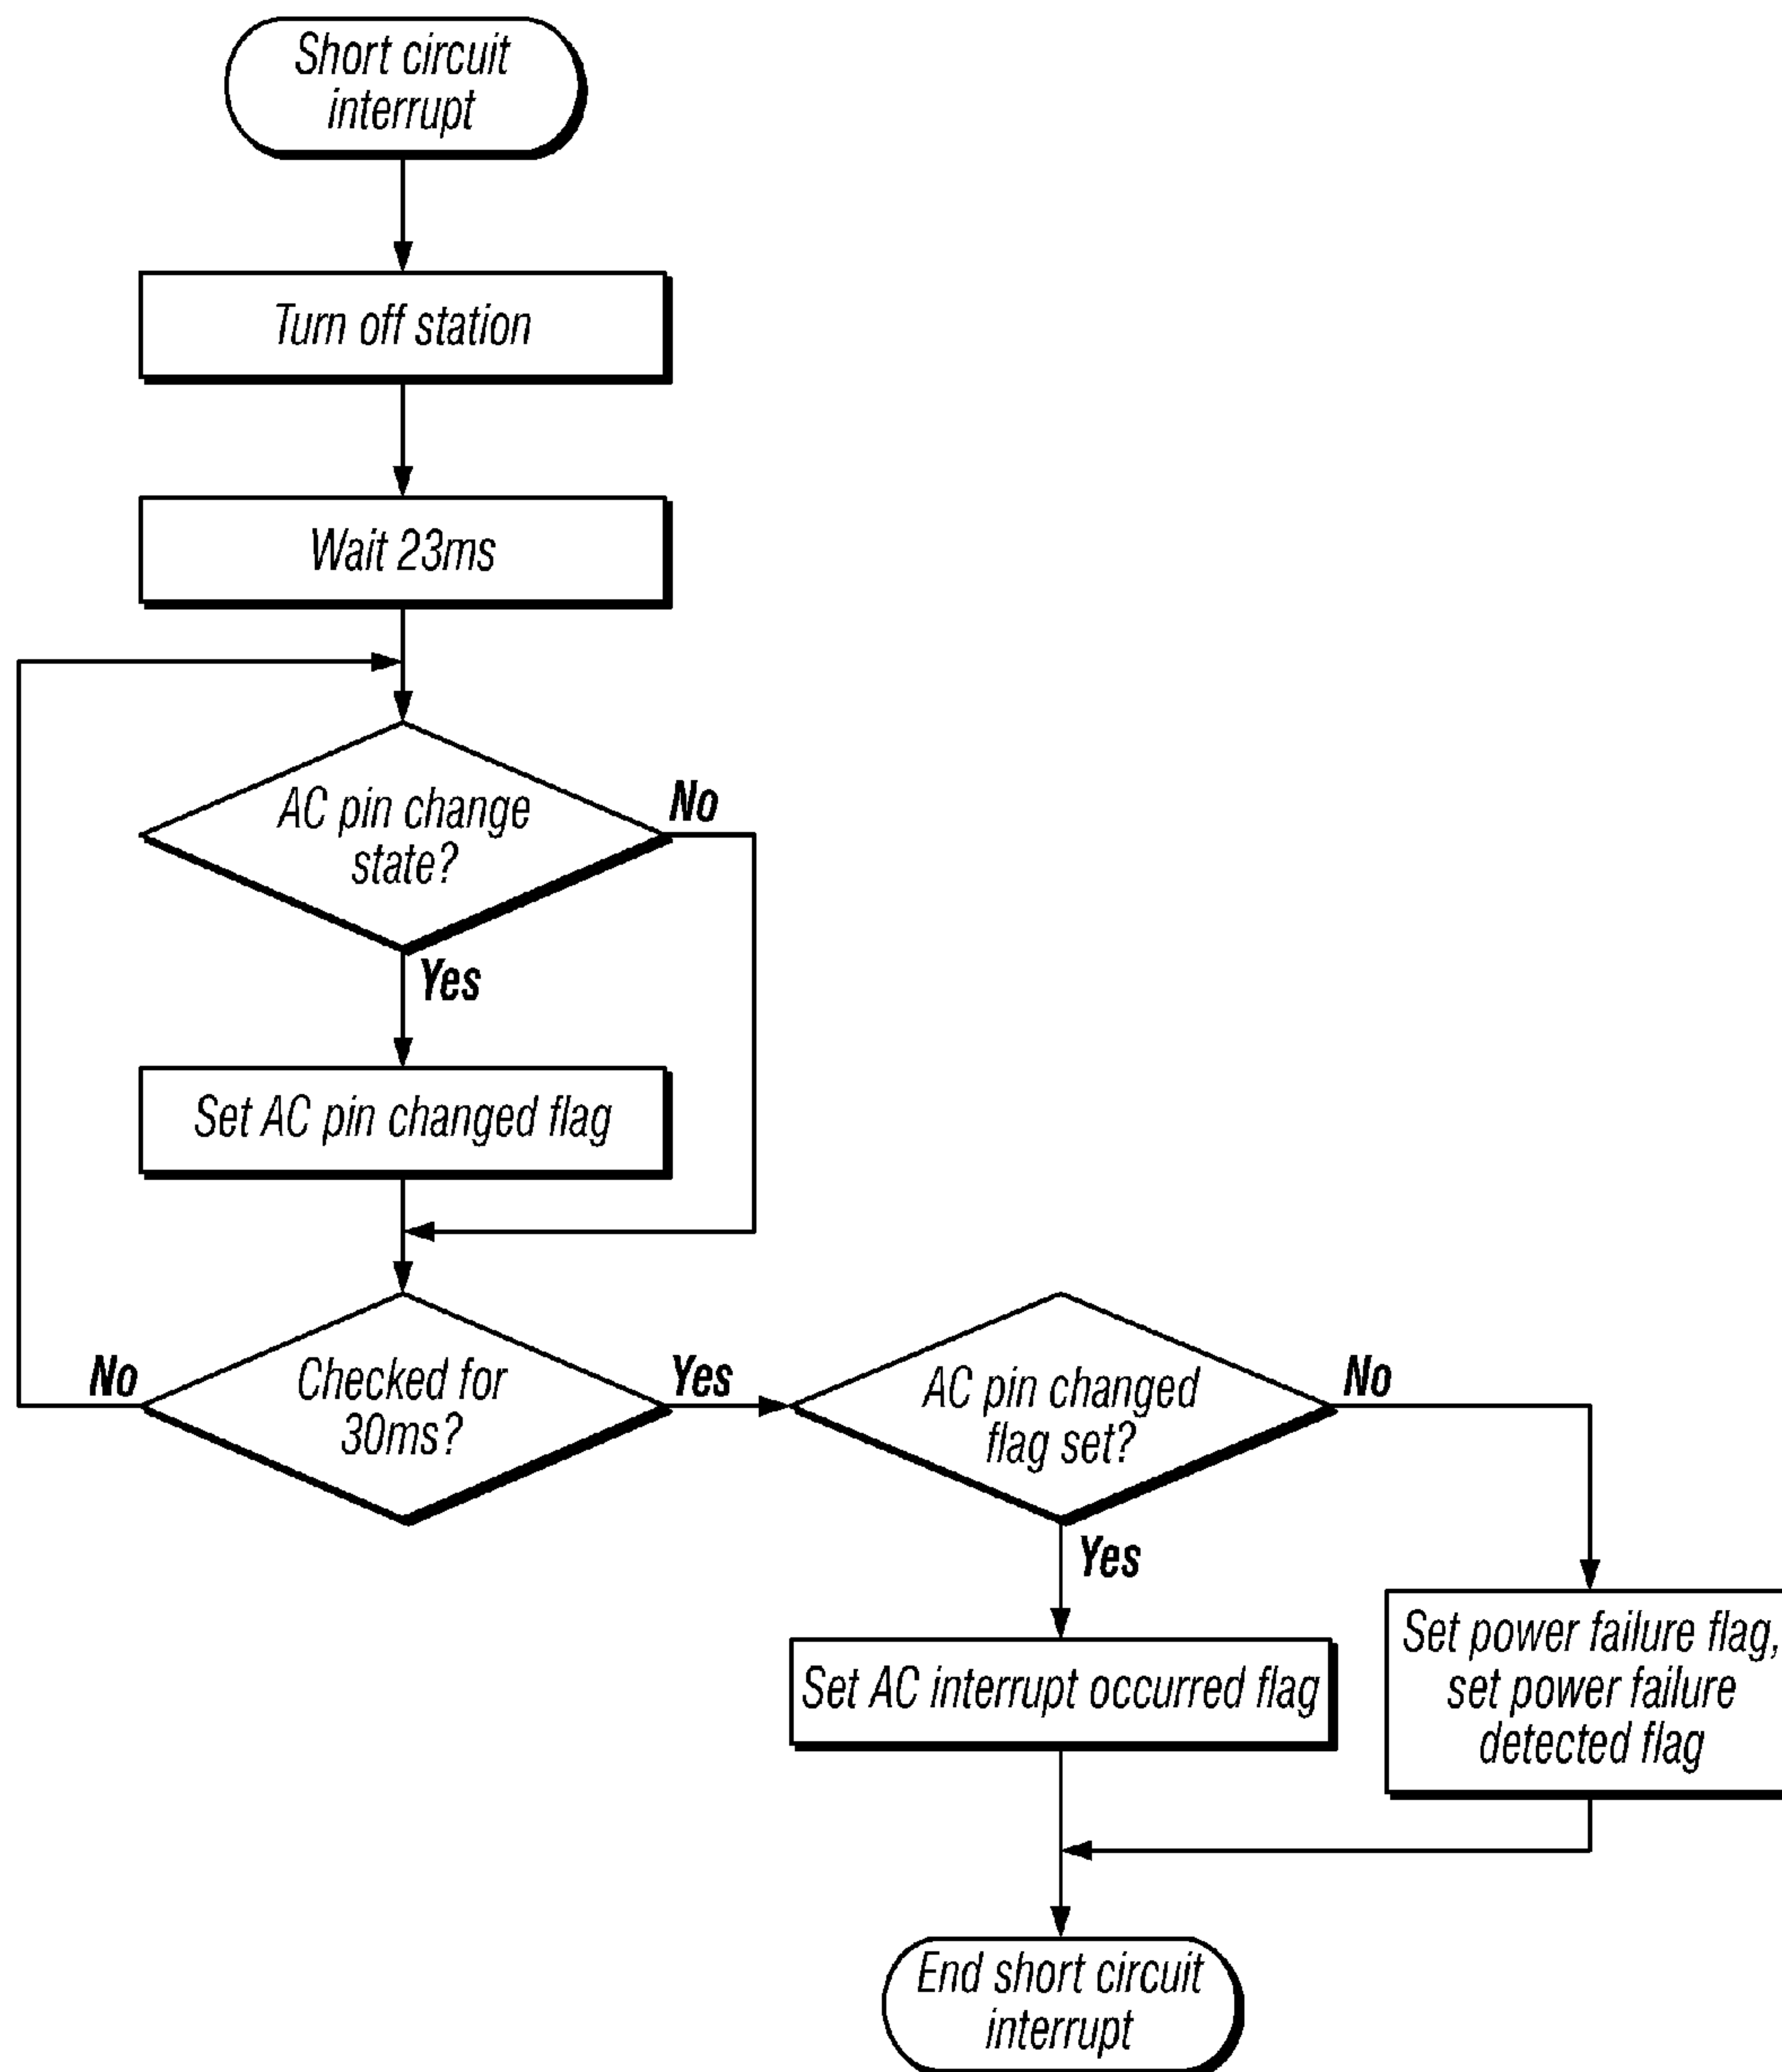 Short circuit
interrupt
Turn off station
Wait 23ms
AC pin change
state?
No
Yes
Set AC pin changed flag
No
Checked for
30ms?
Yes
AC pin changed
flag set?
No
Yes
Set AC interrupt occurred flag
Set power failure flag,
set power failure
detected flag
End short circuit
interrupt